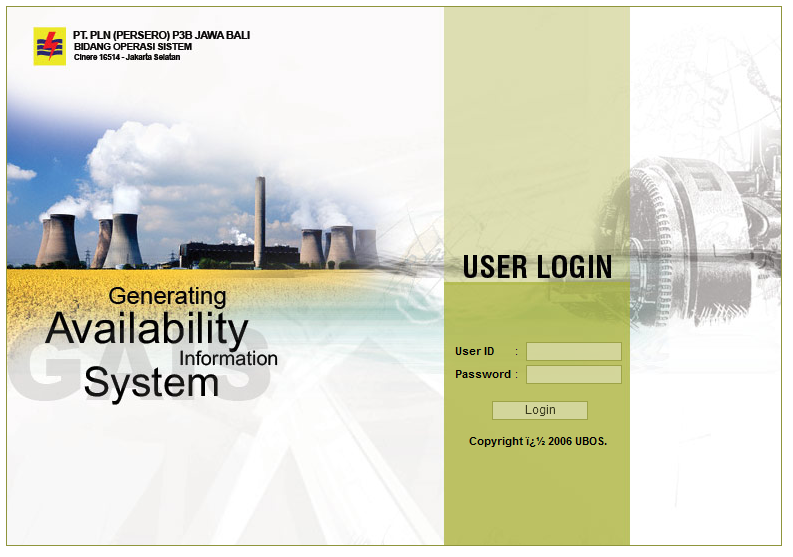 PT. PLN (PERSERO) P3B JAWA BALI
BIDANG OPERASI SISTEM
Cinere 16514 - Jakarta Selatan
Generating
Availability
Information
System
GAIS
USER LOGIN
User ID :
Password :
Login
Copyright ï¿½ 2006 UBOS.